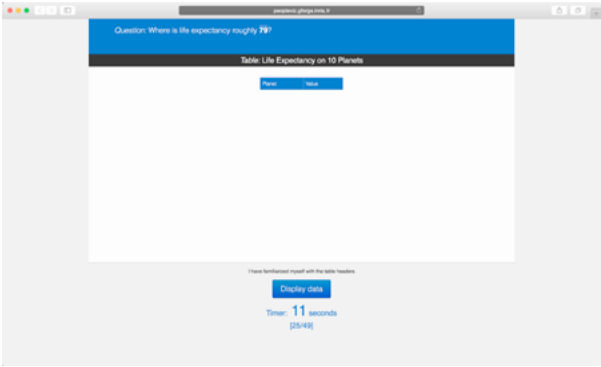 Question: Where is life expectancy roughly 79?
Table: Life Expectancy on 10 Planets
Planet Value
I have familiarized myself with the table headers
Display data
Timer: 11 seconds
[25/49]